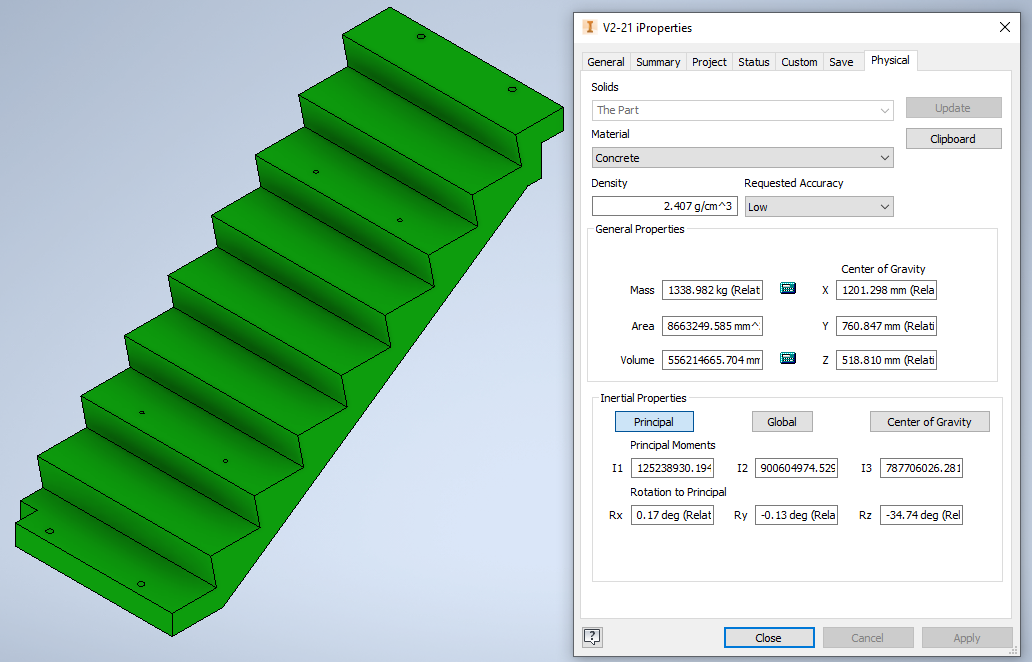 V2-21 iProperties
General Summary Project Status Custom Save Physical
Solids
The Part
Update
Material
Clipboard
Concrete
Density Requested Accuracy
2.407 g/cm^3 Low
General Properties
Center of Gravity
Mass 1338.982 kg (Relat X 1201.298 mm (Rela
Area 8663249.585 mm^ Y 760.847 mm (Relati
Volume 556214665.704 mm Z 518.810 mm (Relati
Inertial Properties
Principal Global Center of Gravity
Principal Moments
I1 125238930.194 I2 900604974.529 I3 787706026.281
Rotation to Principal
Rx 0.17 deg (Relat Ry -0.13 deg (Rela Rz -34.74 deg (Rel
? Close Cancel Apply